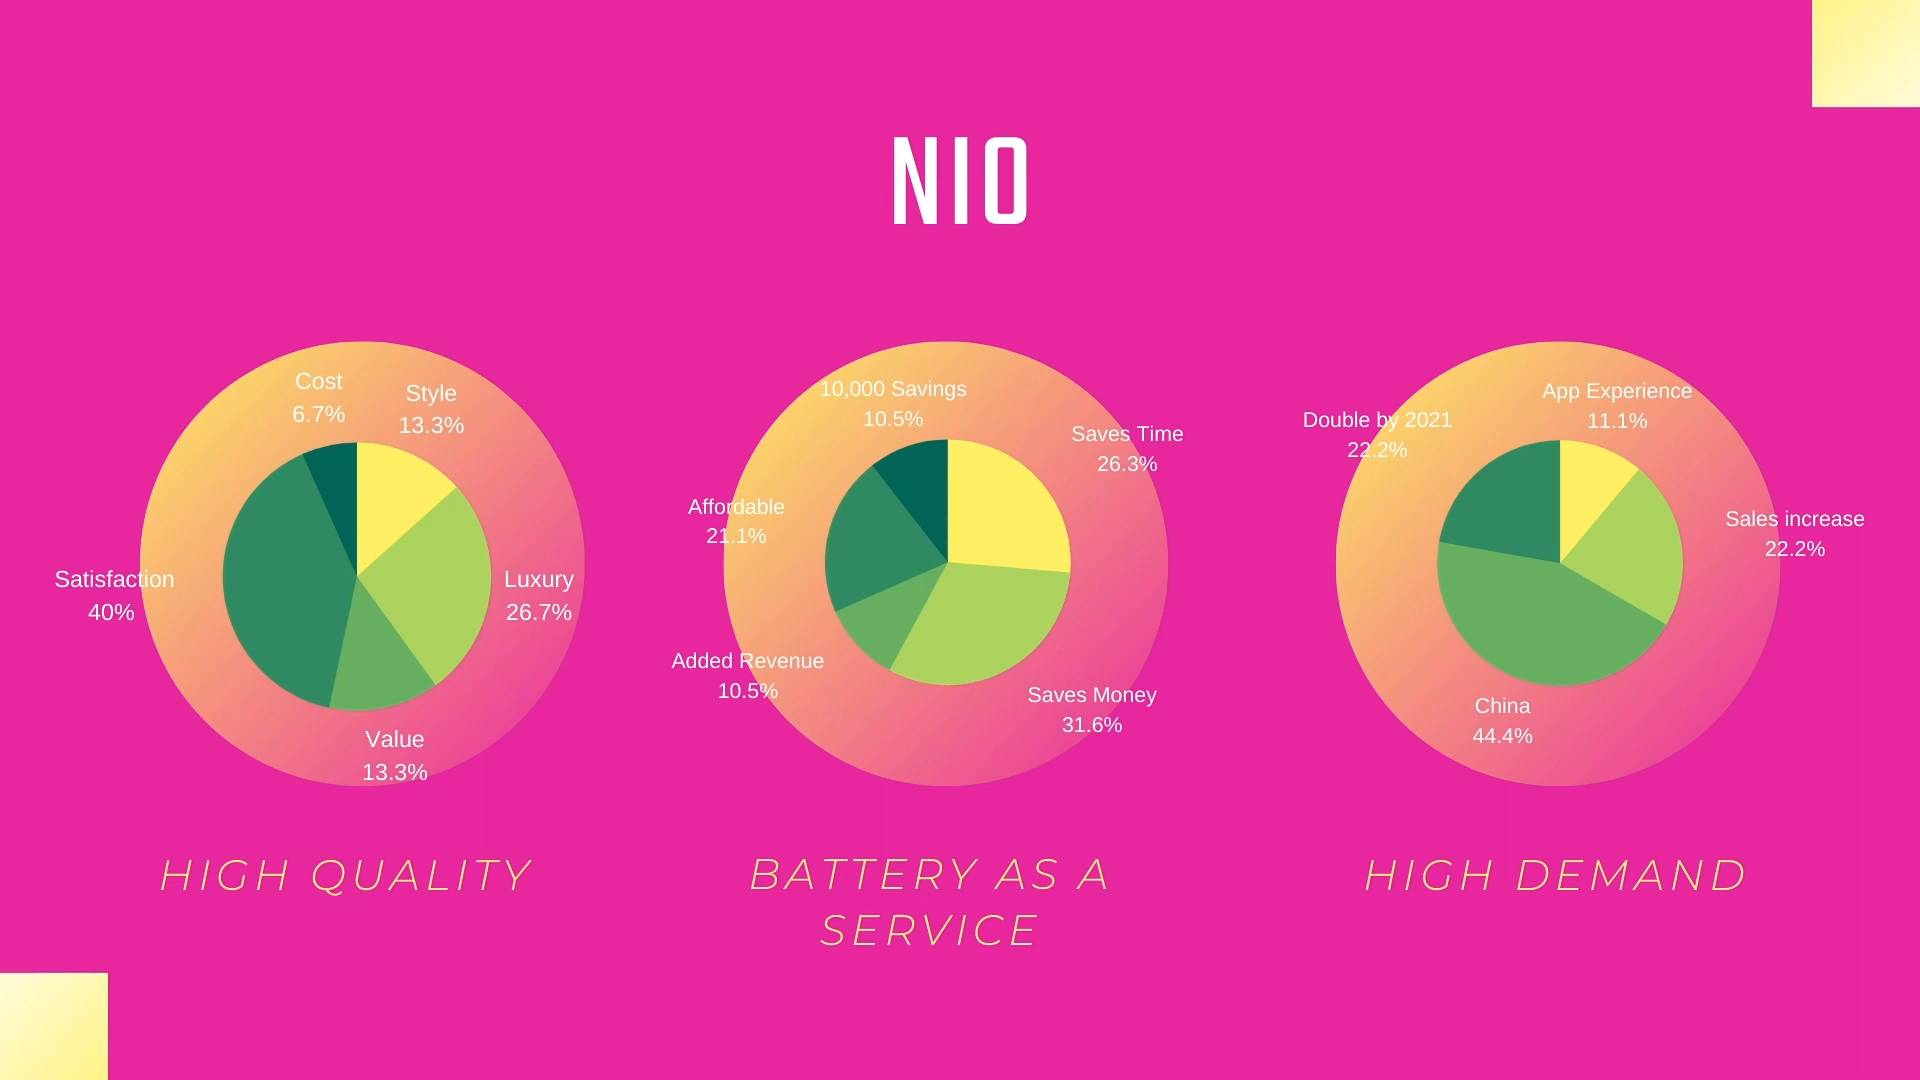 NIO
Cost
6.7%
Style
13.3%
Satisfaction
40%
Luxury
26.7%
Value
13.3%
HIGH QUALITY
10,000 Savings
10.5%
Saves Time
26.3%
Affordable
21.1%
Added Revenue
10.5%
Saves Money
31.6%
BATTERY AS A
SERVICE
App Experience
11.1%
Double by 2021
22.2%
Sales increase
22.2%
China
44.4%
HIGH DEMAND